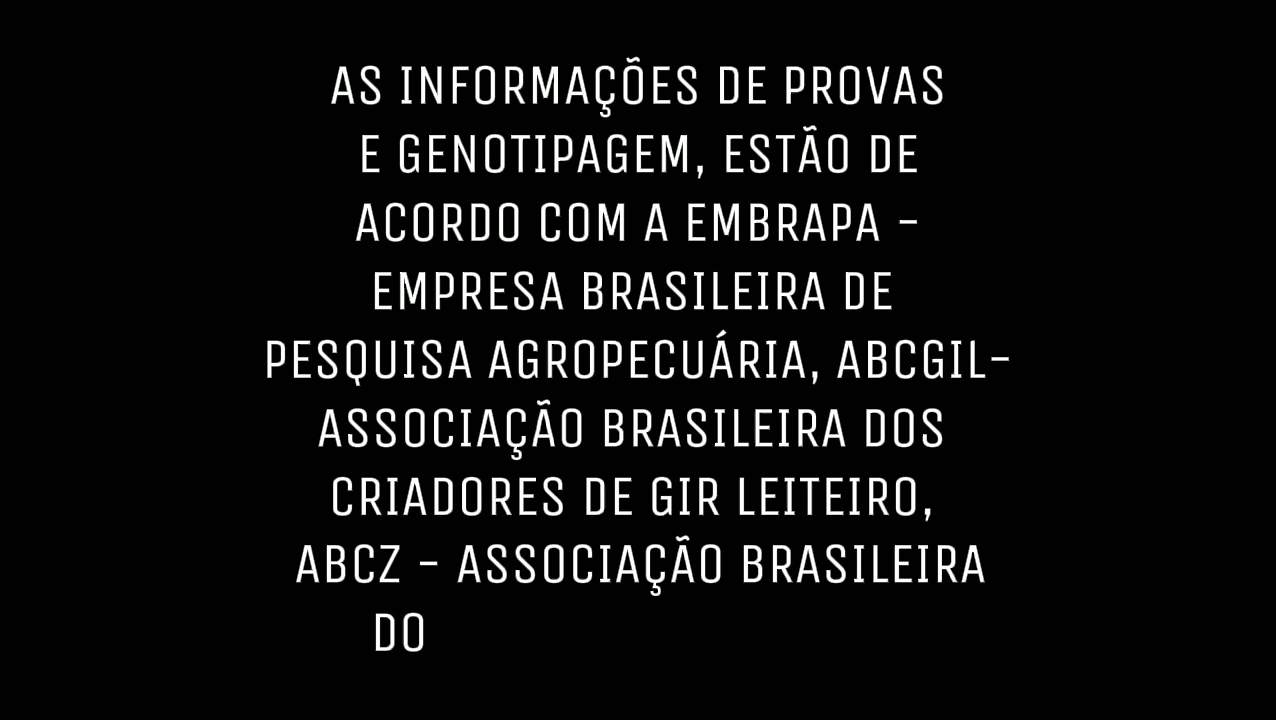 AS INFORMAÇÕES DE PROVAS
E GENOTIPAGEM, ESTÃO DE
ACORDO COM A EMBRAPA -
EMPRESA BRASILEIRA DE
PESQUISA AGROPECUÁRIA, ABCGIL-
ASSOCIAÇÃO BRASILEIRA DOS
CRIADORES DE GIR LEITEIRO,
ABCZ - ASSOCIAÇÃO BRASILEIRA
DO